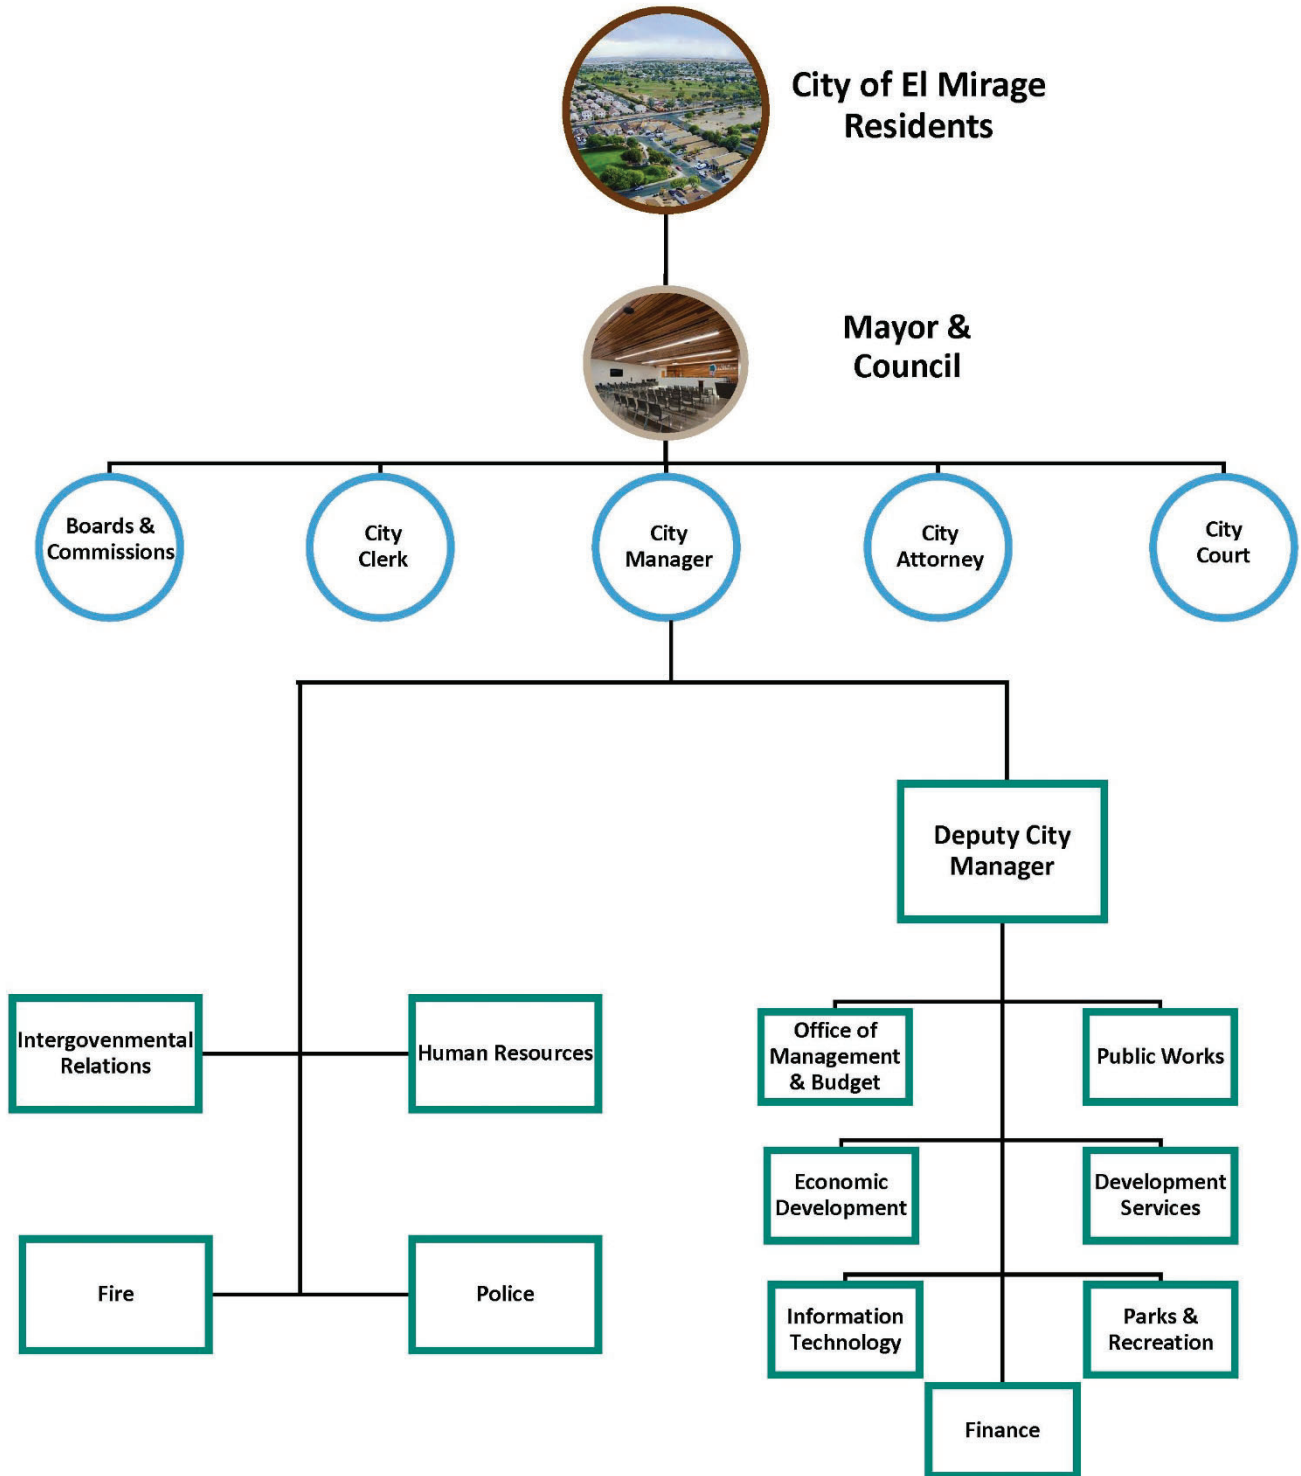 City of El Mirage
Residents
Mayor &
Council
Boards &
Commissions
City
Clerk
City
Manager
City
Attorney
City
Court
Deputy City
Manager
Intergovenmental
Relations
Human Resources
Office of
Management
& Budget
Public Works
Economic
Development
Development
Services
Fire
Police
Information
Technology
Parks &
Recreation
Finance